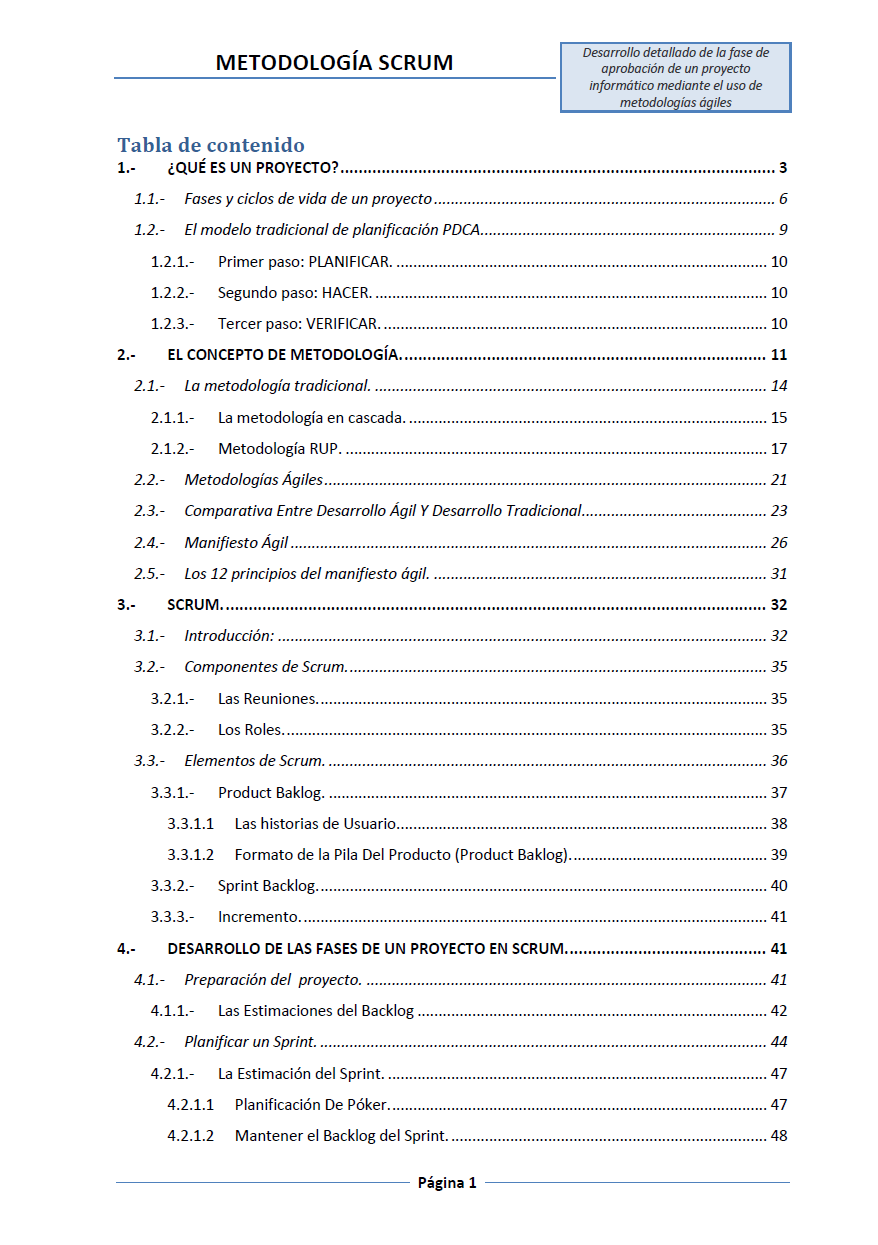 METODOLOGÍA SCRUM
Desarrollo detallado de la fase de
aprobación de un proyecto
informático mediante el uso de
metodologías ágiles
Tabla de contenido
1.- ¿QUÉ ES UN PROYECTO? 3
1.1.- Fases y ciclos de vida de un proyecto 6
1.2.- El modelo tradicional de planificación PDCA 9
1.2.1.- Primer paso: PLANIFICAR. 10
1.2.2.- Segundo paso: HACER. 10
1.2.3.- Tercer paso: VERIFICAR. 10
2.- EL CONCEPTO DE METODOLOGÍA. 11
2.1.- La metodología tradicional. 14
2.1.1.- La metodología en cascada. 15
2.1.2.- Metodología RUP. 17
2.2.- Metodologías Ágiles 21
2.3.- Comparativa Entre Desarrollo Ágil Y Desarrollo Tradicional 23
2.4.- Manifiesto Ágil 26
2.5.- Los 12 principios del manifiesto ágil. 31
3.- SCRUM. 32
3.1.- Introducción: 32
3.2.- Componentes de Scrum. 35
3.2.1.- Las Reuniones. 35
3.2.2.- Los Roles. 35
3.3.- Elementos de Scrum. 36
3.3.1.- Product Baklog. 37
3.3.1.1 Las historias de Usuario 38
3.3.1.2 Formato de la Pila Del Producto (Product Baklog). 39
3.3.2.- Sprint Backlog. 40
3.3.3.- Incremento. 41
4.- DESARROLLO DE LAS FASES DE UN PROYECTO EN SCRUM. 41
4.1.- Preparación del proyecto. 41
4.1.1.- Las Estimaciones del Backlog 42
4.2.- Planificar un Sprint. 44
4.2.1.- La Estimación del Sprint. 47
4.2.1.1 Planificación De Póker. 47
4.2.1.2 Mantener el Backlog del Sprint. 48
Página 1